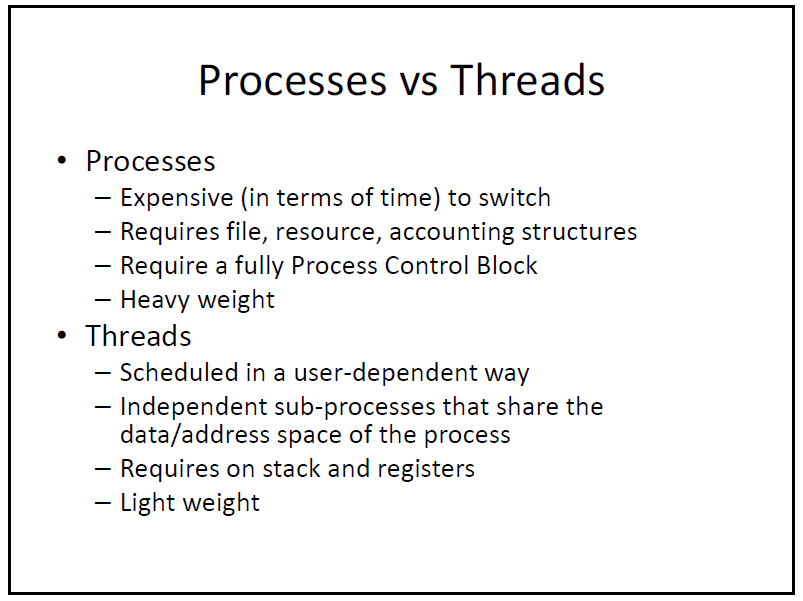 Processes vs Threads
• Processes
– Expensive (in terms of time) to switch
– Requires file, resource, accounting structures
– Require a fully Process Control Block
– Heavy weight
• Threads
– Scheduled in a user-dependent way
– Independent sub-processes that share the
data/address space of the process
– Requires on stack and registers
– Light weight